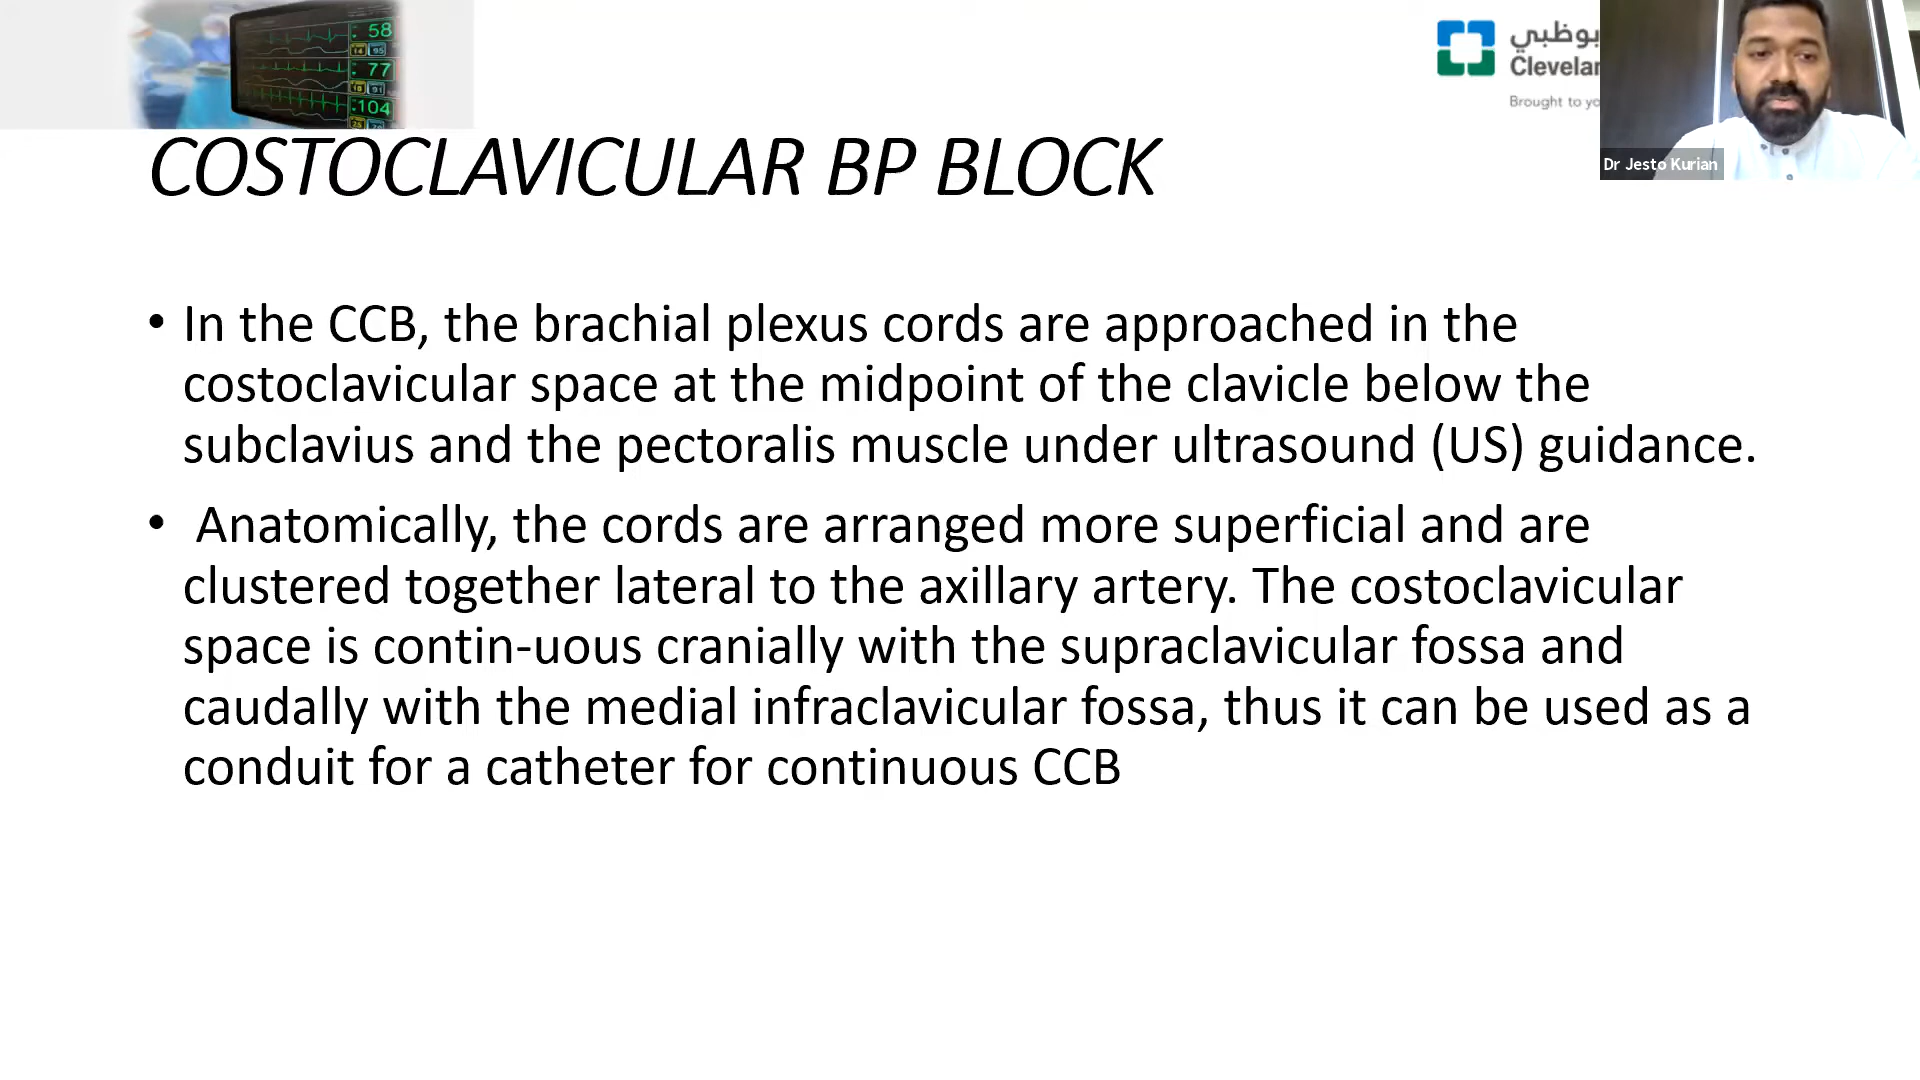 58
77
104
بوظبي
Clevelar
Brought to yo
Dr Jesto Kurian
COSTOCLAVICULAR BP BLOCK
• In the CCB, the brachial plexus cords are approached in the
costoclavicular space at the midpoint of the clavicle below the
subclavius and the pectoralis muscle under ultrasound (US) guidance.
• Anatomically, the cords are arranged more superficial and are
clustered together lateral to the axillary artery. The costoclavicular
space is contin-uous cranially with the supraclavicular fossa and
caudally with the medial infraclavicular fossa, thus it can be used as a
conduit for a catheter for continuous CCB